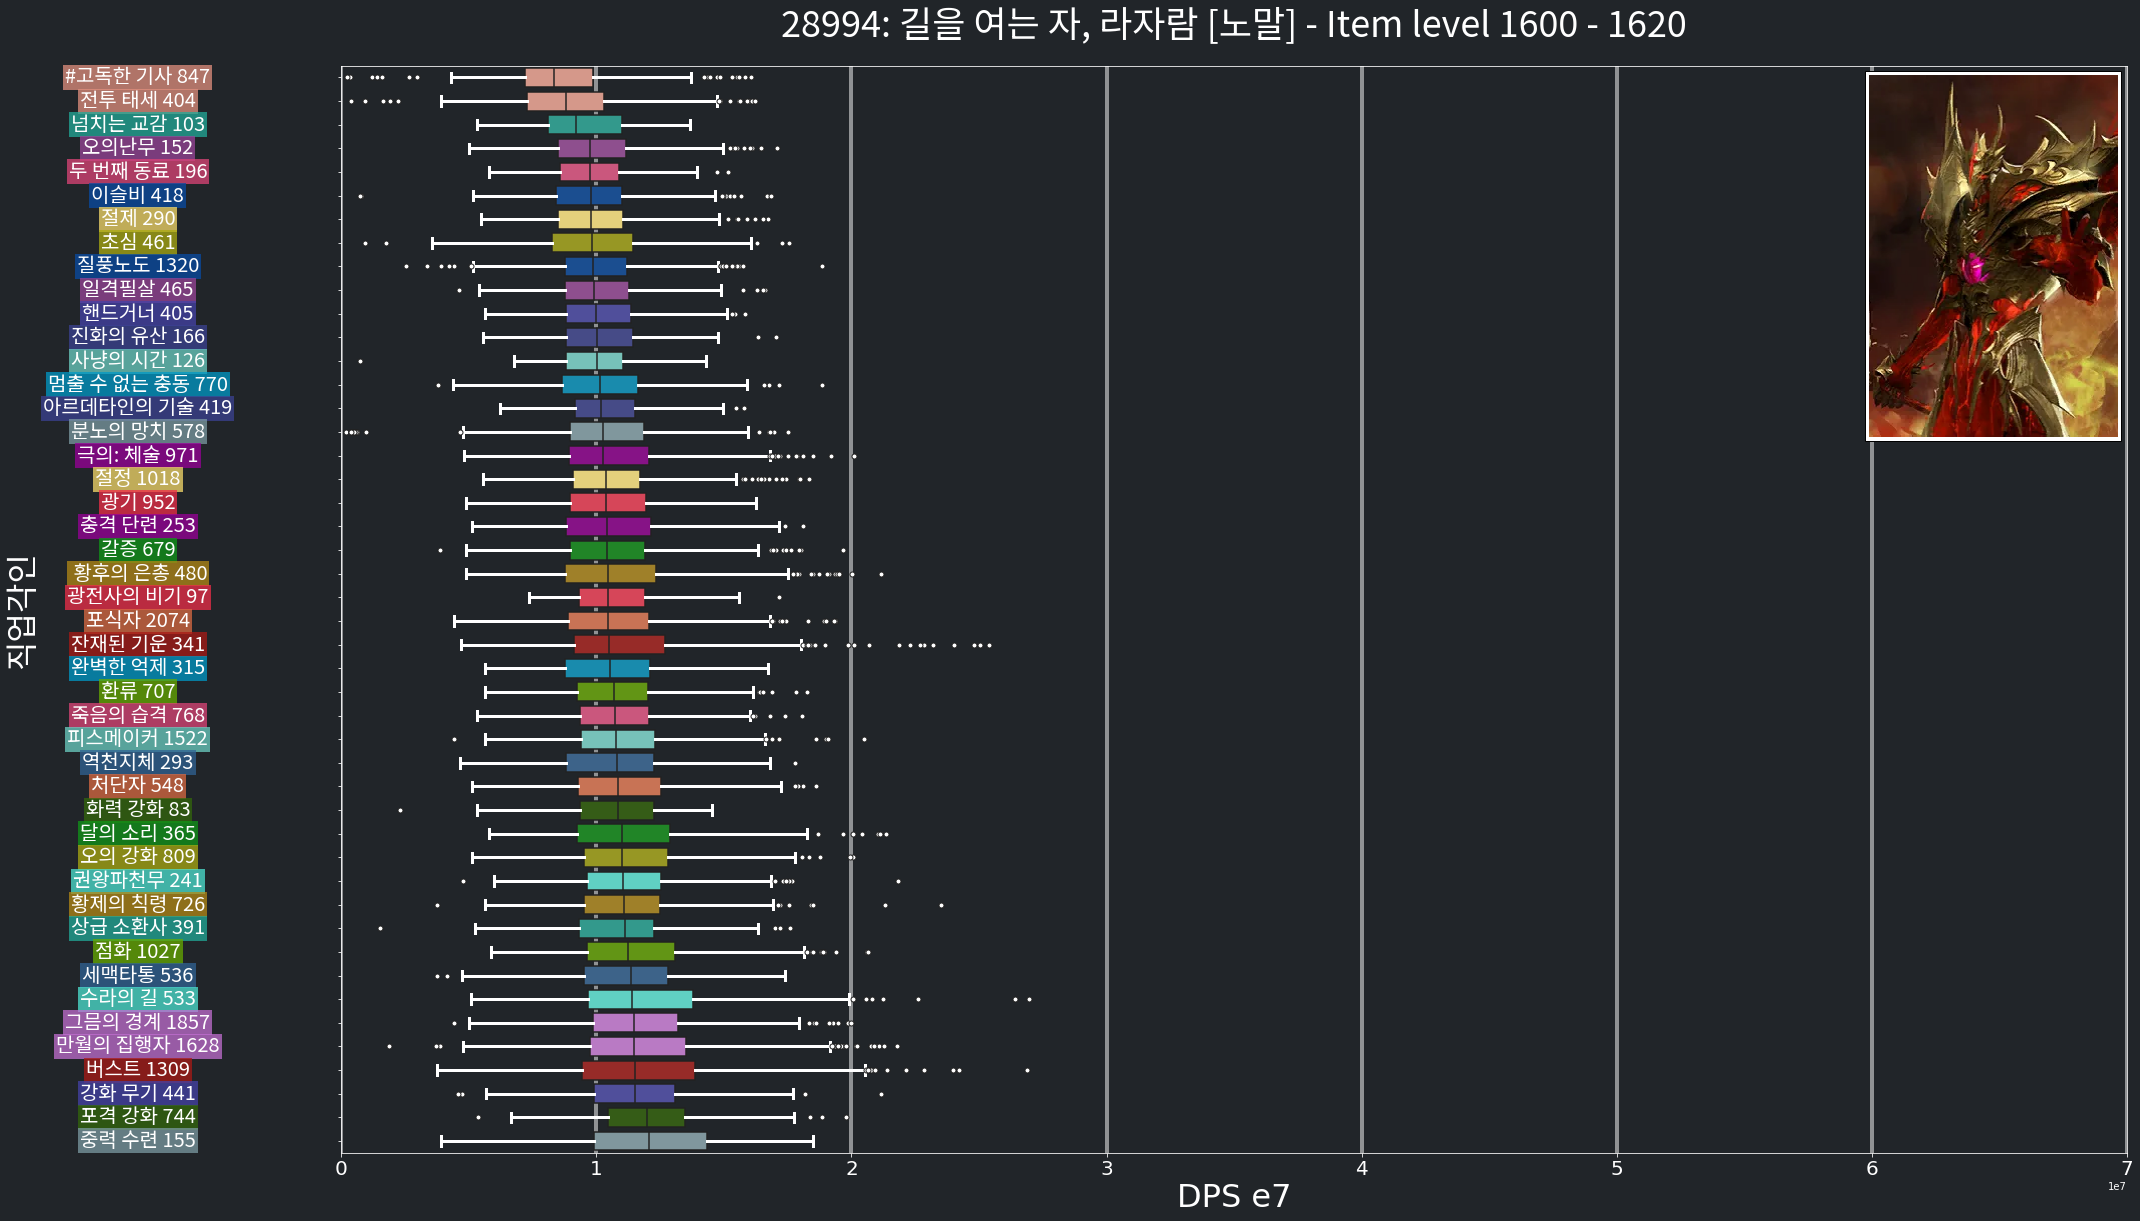 28994: 길을 여는 자, 라자람 [노말] - Item level 1600 - 1620
#고독한 기사 847
전투 태세 404
넘치는 교감 103
오의난무 152
두 번째 동료 196
이슬비 418
절제 290
초심 461
질풍노도 1320
일격필살 465
핸드거너 405
진화의 유산 166
사냥의 시간 126
멈출 수 없는 충동 770
아르데타인의 기술 419
분노의 망치 578
극의: 체술 971
절정 1018
광기 952
충격 단련 253
갈증 679
황후의 은총 480
광전사의 비기 97
포식자 2074
잔재된 기운 341
완벽한 억제 315
환류 707
죽음의 습격 768
피스메이커 1522
역천지체 293
처단자 548
화력 강화 83
달의 소리 365
오의 강화 809
권왕파천무 241
황제의 칙령 726
상급 소환사 391
점화 1027
세맥타통 536
수라의 길 533
그믐의 경계 1857
만월의 집행자 1628
버스트 1309
강화 무기 441
포격 강화 744
중력 수련 155
직업각인
0 1 2 3 4 5 6 7
DPS e7
1e7